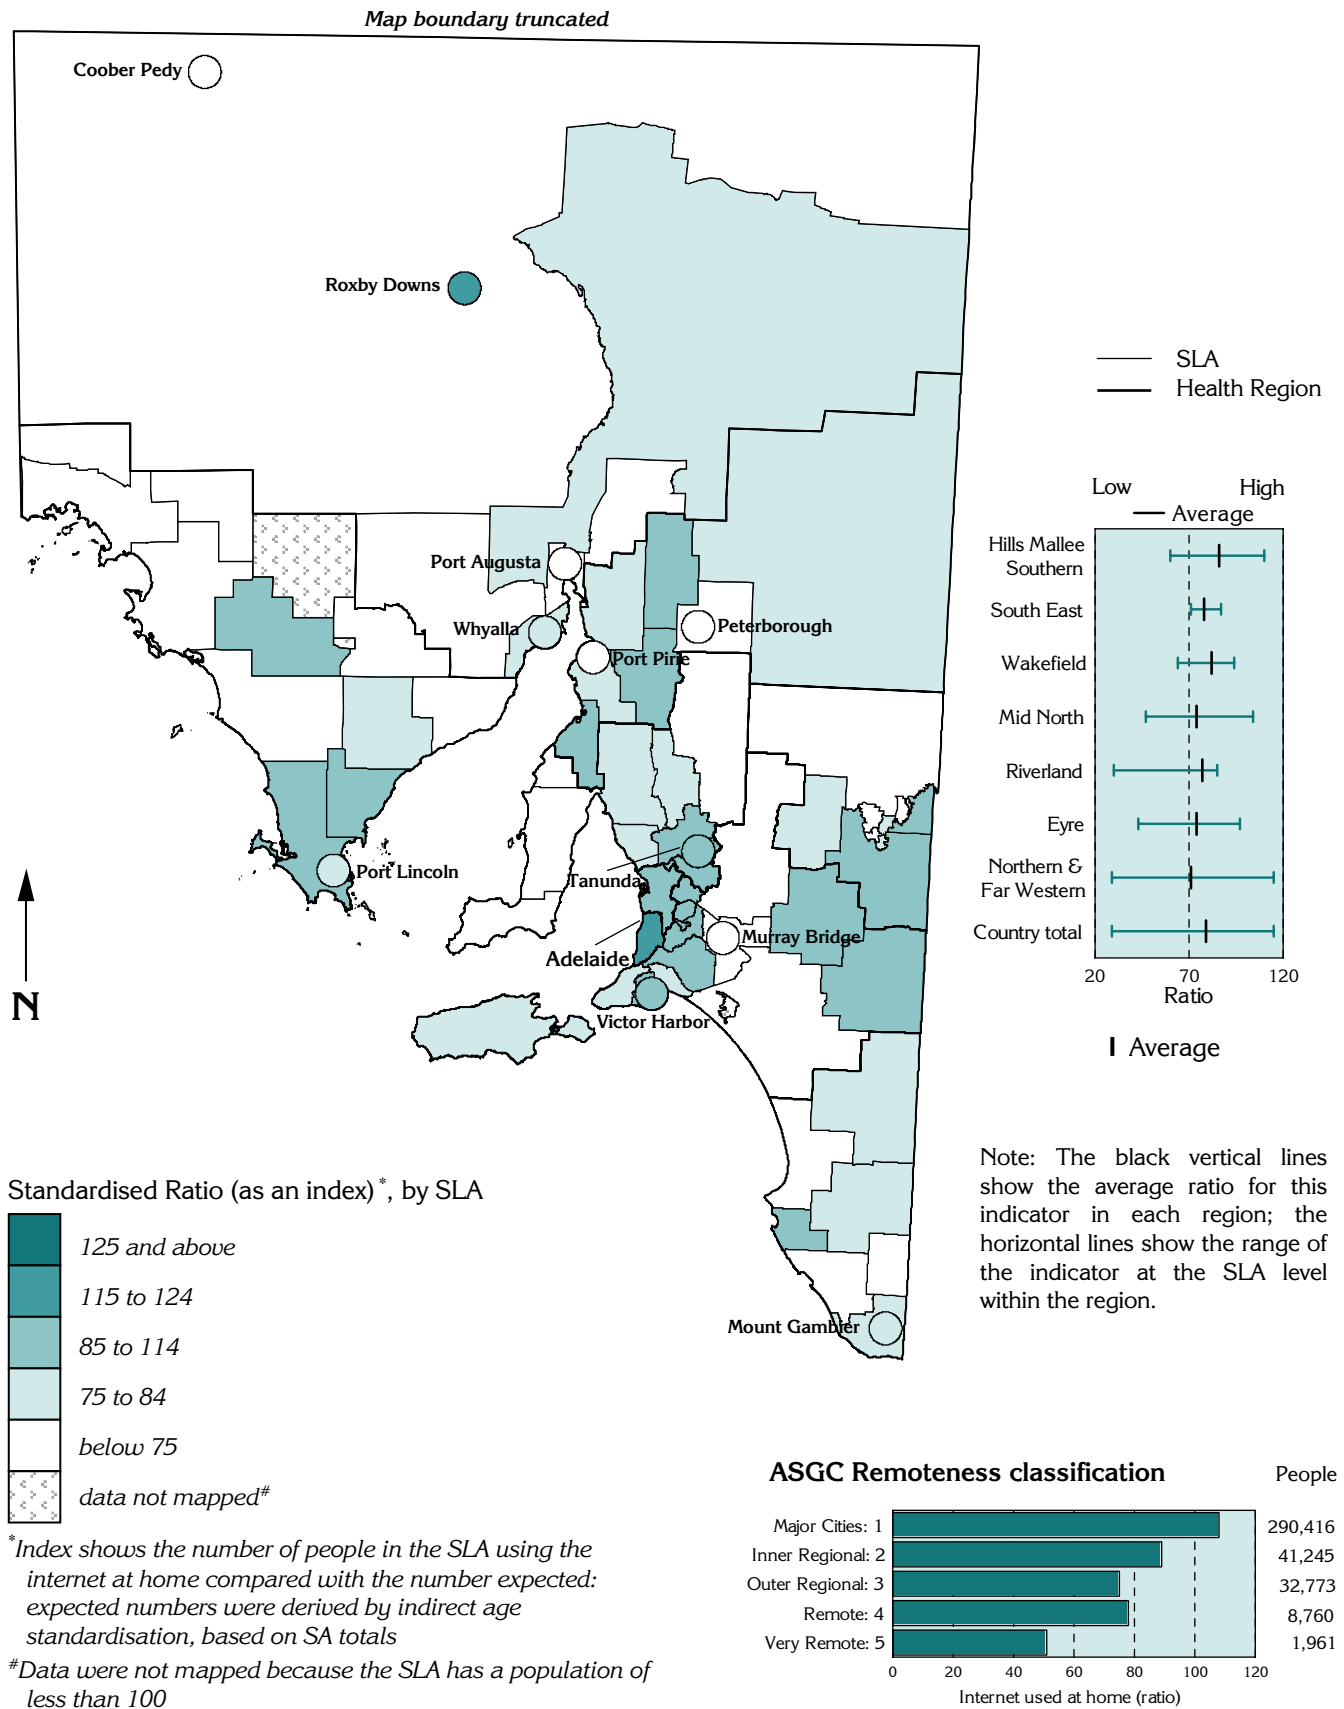 Map boundary truncated
Coober Pedy
Roxby Downs
SLA
Health Region
Port Augusta
Whyalla
Peterborough
Port Pirie
Port Lincoln
Tanunda
Murray Bridge
Adelaide
Victor Harbor
Mount Gambier
N
Low High
Average
Hills Mallee
Southern
South East
Wakefield
Mid North
Riverland
Eyre
Northern &
Far Western
Country total
20 70 120
Ratio
Average
Note: The black vertical lines
show the average ratio for this
indicator in each region; the
horizontal lines show the range of
the indicator at the SLA level
within the region.
Standardised Ratio (as an index)*, by SLA
125 and above
115 to 124
85 to 114
75 to 84
below 75
data not mapped#
*Index shows the number of people in the SLA using the
internet at home compared with the number expected:
expected numbers were derived by indirect age
standardisation, based on SA totals
#Data were not mapped because the SLA has a population of
less than 100
ASGC Remoteness classification People
Major Cities: 1 290,416
Inner Regional: 2 41,245
Outer Regional: 3 32,773
Remote: 4 8,760
Very Remote: 5 1,961
0 20 40 60 80 100 120
Internet used at home (ratio)